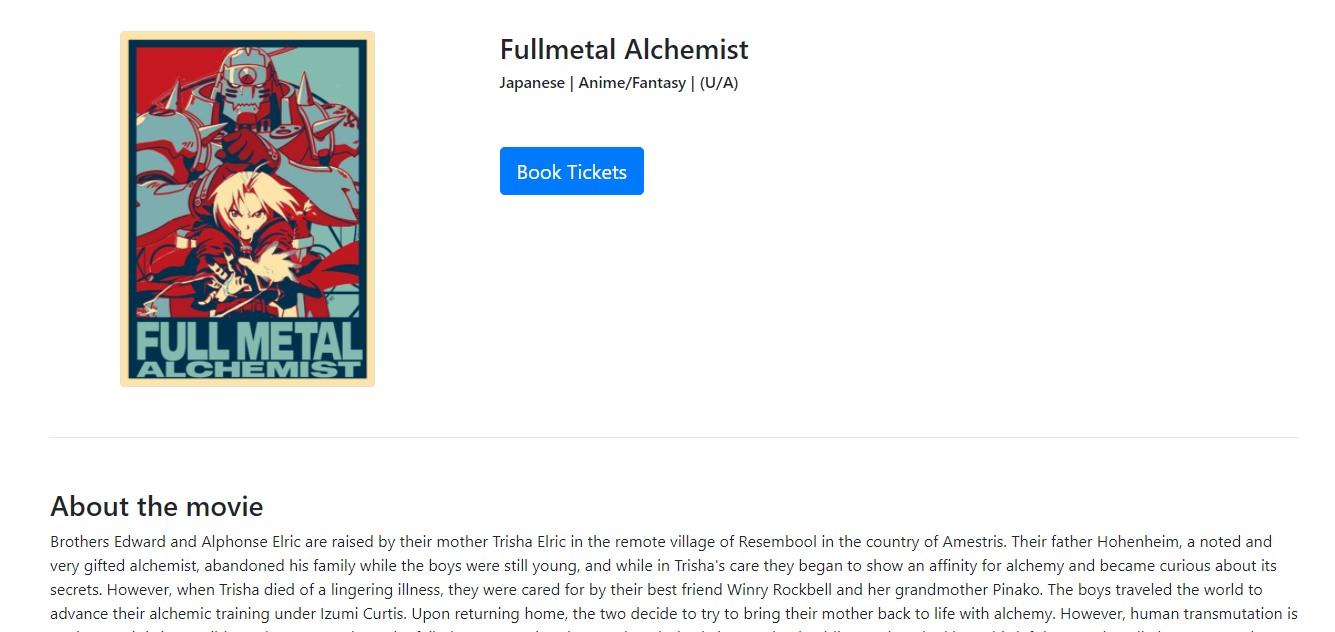 FULL METAL
ALCHEMIST
Fullmetal Alchemist
Japanese | Anime/Fantasy | (U/A)
Book Tickets
About the movie
Brothers Edward and Alphonse Elric are raised by their mother Trisha Elric in the remote village of Resembool in the country of Amestris. Their father Hohenheim, a noted and
very gifted alchemist, abandoned his family while the boys were still young, and while in Trisha's care they began to show an affinity for alchemy and became curious about its
secrets. However, when Trisha died of a lingering illness, they were cared for by their best friend Winry Rockbell and her grandmother Pinako. The boys traveled the world to
advance their alchemic training under Izumi Curtis. Upon returning home, the two decide to try to bring their mother back to life with alchemy. However, human transmutation is